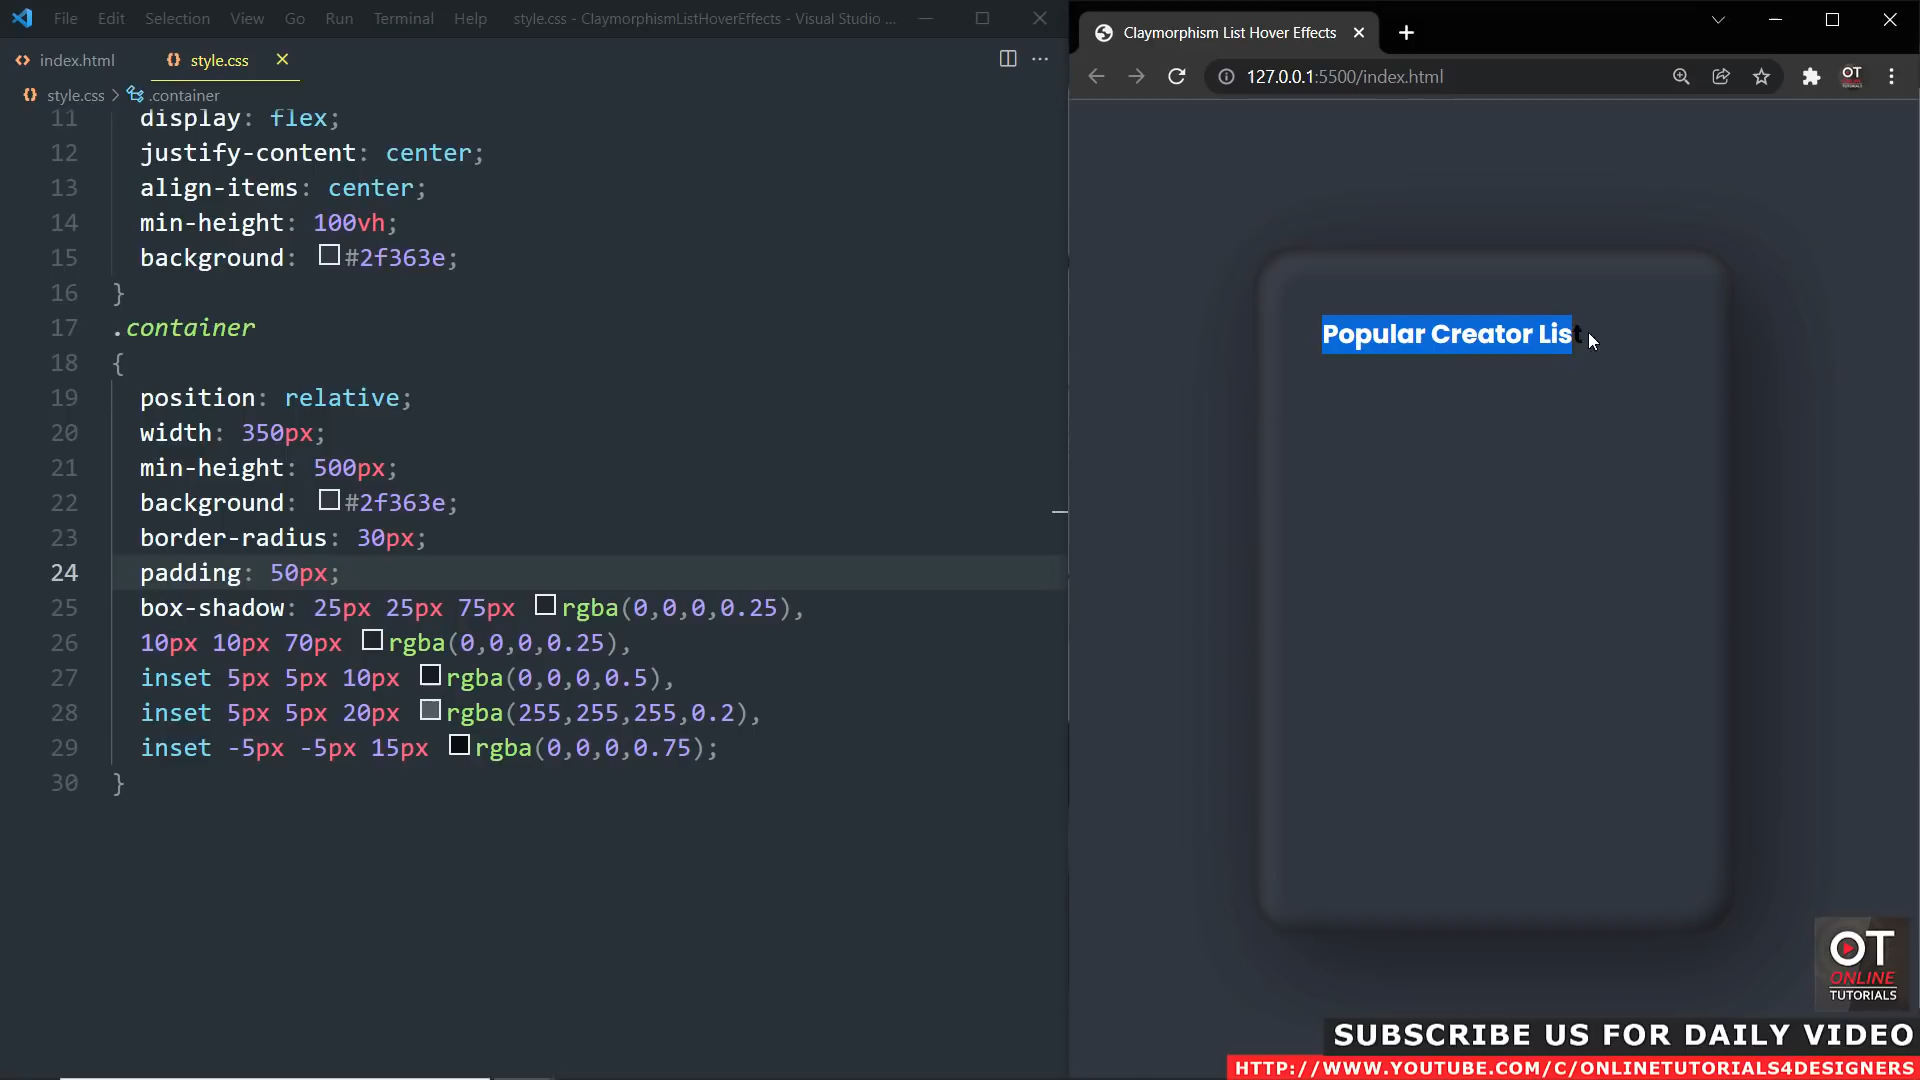 File Edit Selection View Go Run Terminal Help style.css - ClaymorphismListHoverEffects - Visual Studio ...
index.html style.css
style.css > .container
11 display: flex;
12 justify-content: center;
13 align-items: center;
14 min-height: 100vh;
15 background: #2f363e;
16 }
17 .container
18 {
19 position: relative;
20 width: 350px;
21 min-height: 500px;
22 background: #2f363e;
23 border-radius: 30px;
24 padding: 50px;
25 box-shadow: 25px 25px 75px rgba(0,0,0,0.25),
26 10px 10px 70px rgba(0,0,0,0.25),
27 inset 5px 5px 10px rgba(0,0,0,0.5),
28 inset 5px 5px 20px rgba(255,255,255,0.2),
29 inset -5px -5px 15px rgba(0,0,0,0.75);
30 }
Claymorphism List Hover Effects
127.0.0.1:5500/index.html
OT
Popular Creator List
OT
ONLINE
TUTORIALS
SUBSCRIBE US FOR DAILY VIDEO
HTTP://WWW.YOUTUBE.COM/C/ONLINETUTORIALS4DESIGNERS